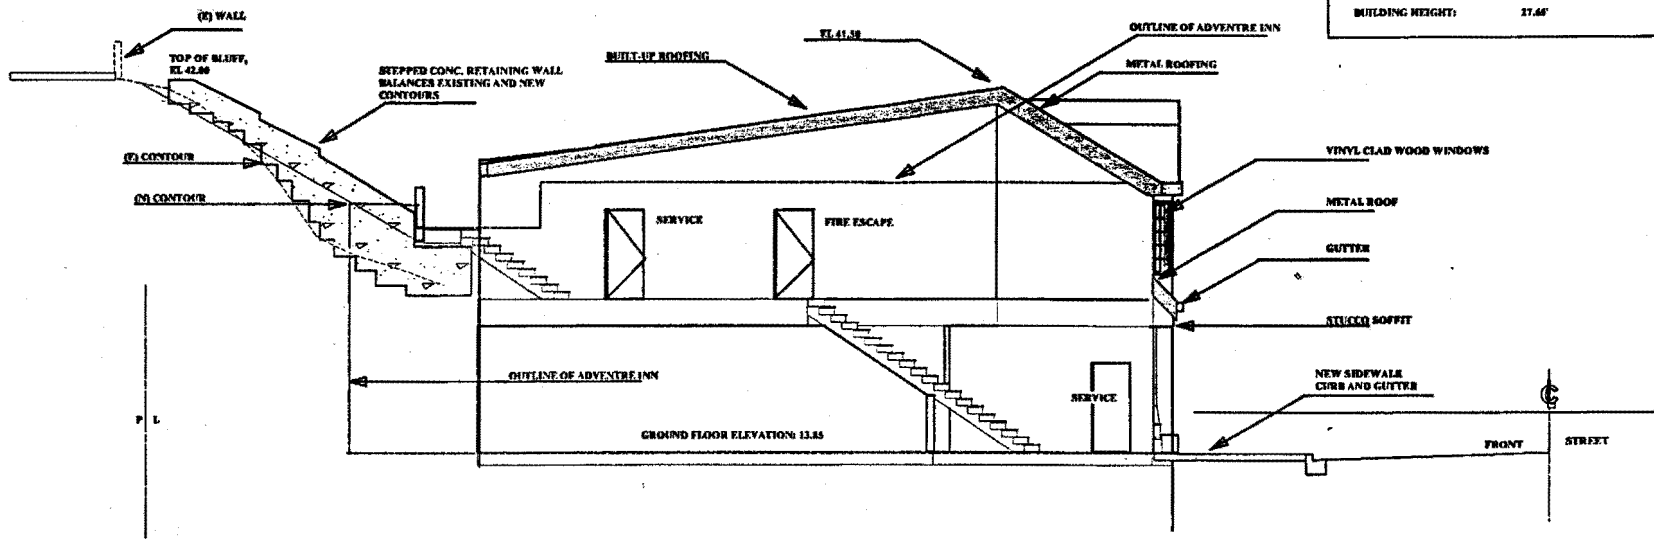 (E) WALL
BUILDING HEIGHT: 27.65'
OUTLINE OF ADVENTRE INN
EL 41.50
TOP OF BLUFF,
EL 42.00
BUILT-UP ROOFING
METAL ROOFING
STEPPED CONC. RETAINING WALL
BALANCES EXISTING AND NEW
CONTOURS
(E) CONTOUR
VINYL CLAD WOOD WINDOWS
(N) CONTOUR
METAL ROOF
SERVICE
FIRE ESCAPE
GUTTER
STUCCO SOFFIT
OUTLINE OF ADVENTRE INN
NEW SIDEWALK
CURB AND GUTTER
SERVICE
P L
GROUND FLOOR ELEVATION: 13.85
FRONT STREET